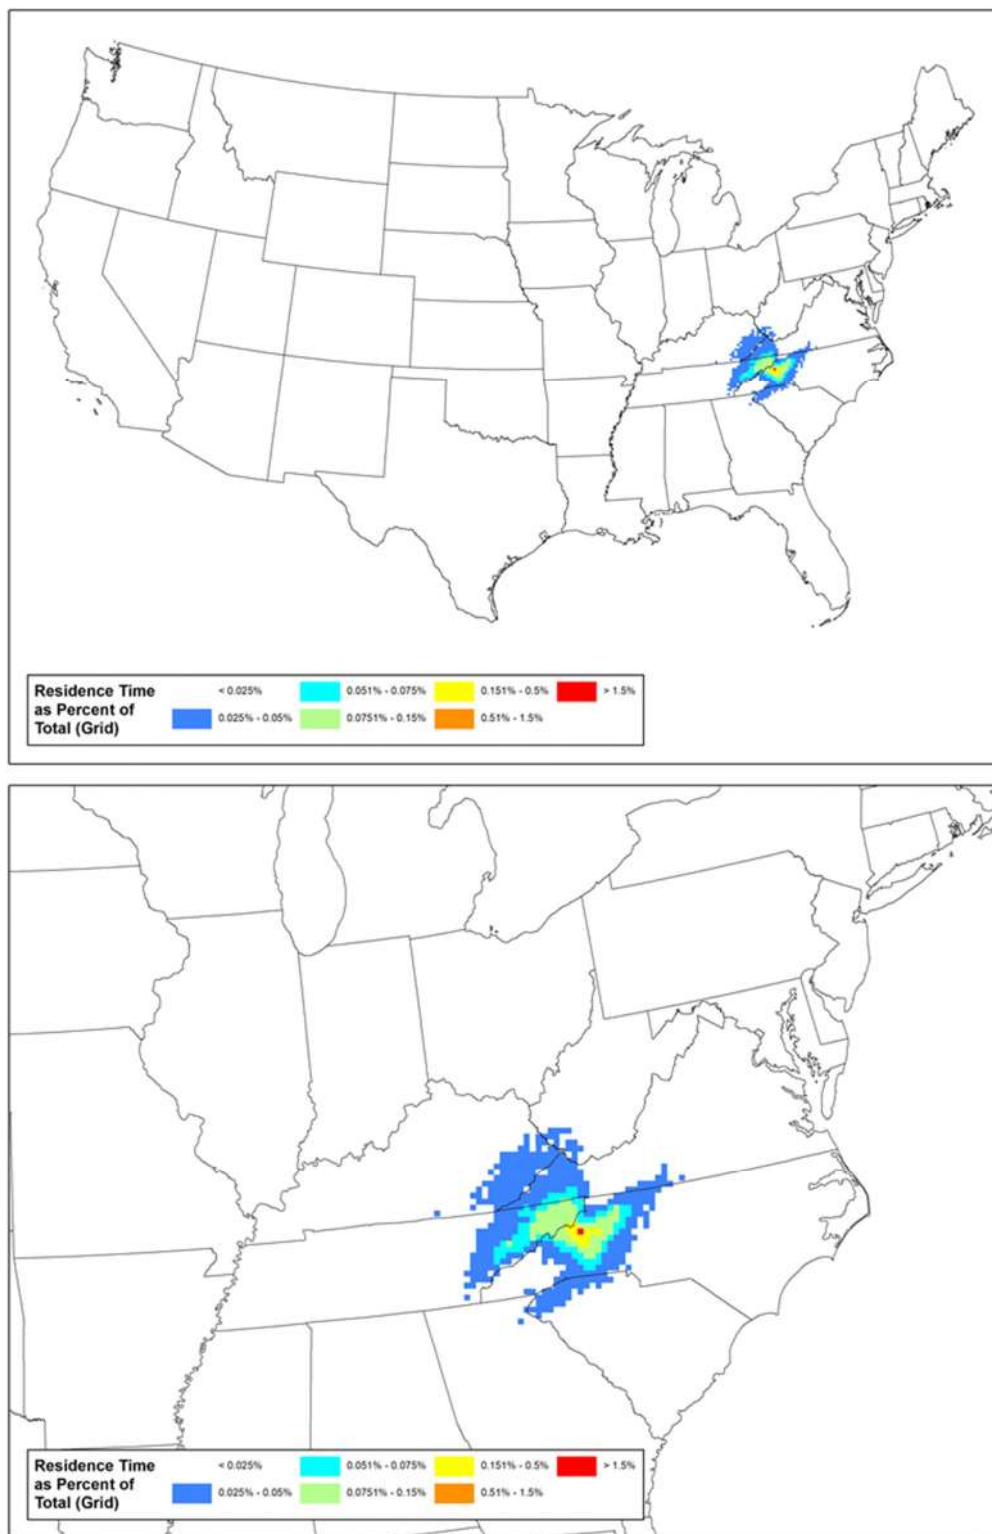 Residence Time
as Percent of
Total (Grid)
< 0.025%
0.051% - 0.075%
0.151% - 0.5%
> 1.5%
0.025% - 0.05%
0.0751% - 0.15%
0.51% - 1.5%
Residence Time
as Percent of
Total (Grid)
< 0.025%
0.051% - 0.075%
0.151% - 0.5%
> 1.5%
0.025% - 0.05%
0.0751% - 0.15%
0.51% - 1.5%